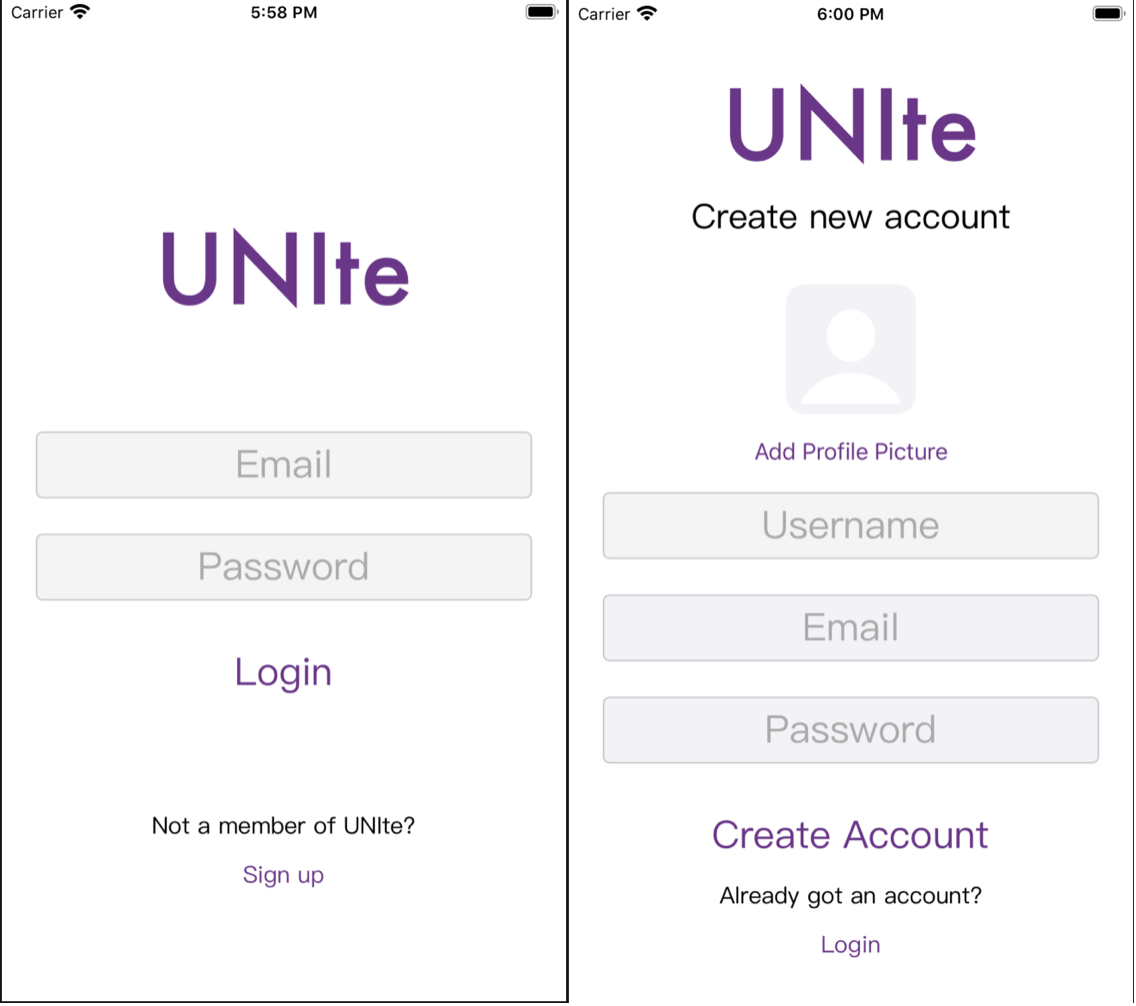 Carrier 5:58 PM
UNIte
Email
Password
Login
Not a member of UNIte?
Sign up
Carrier 6:00 PM
UNIte
Create new account
Add Profile Picture
Username
Email
Password
Create Account
Already got an account?
Login